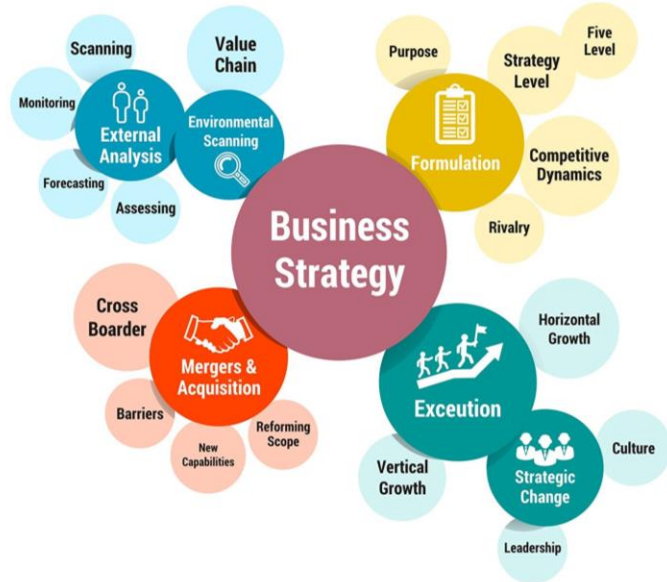 Scanning
Value
Chain
Monitoring
External
Analysis
Environmental
Scanning
Forecasting
Assessing
Purpose
Strategy
Level
Five
Level
Formulation
Competitive
Dynamics
Rivalry
Business
Strategy
Cross
Boarder
Mergers &
Acquisition
Barriers
New
Capabilities
Reforming
Scope
Horizontal
Growth
Exceution
Vertical
Growth
Strategic
Change
Culture
Leadership